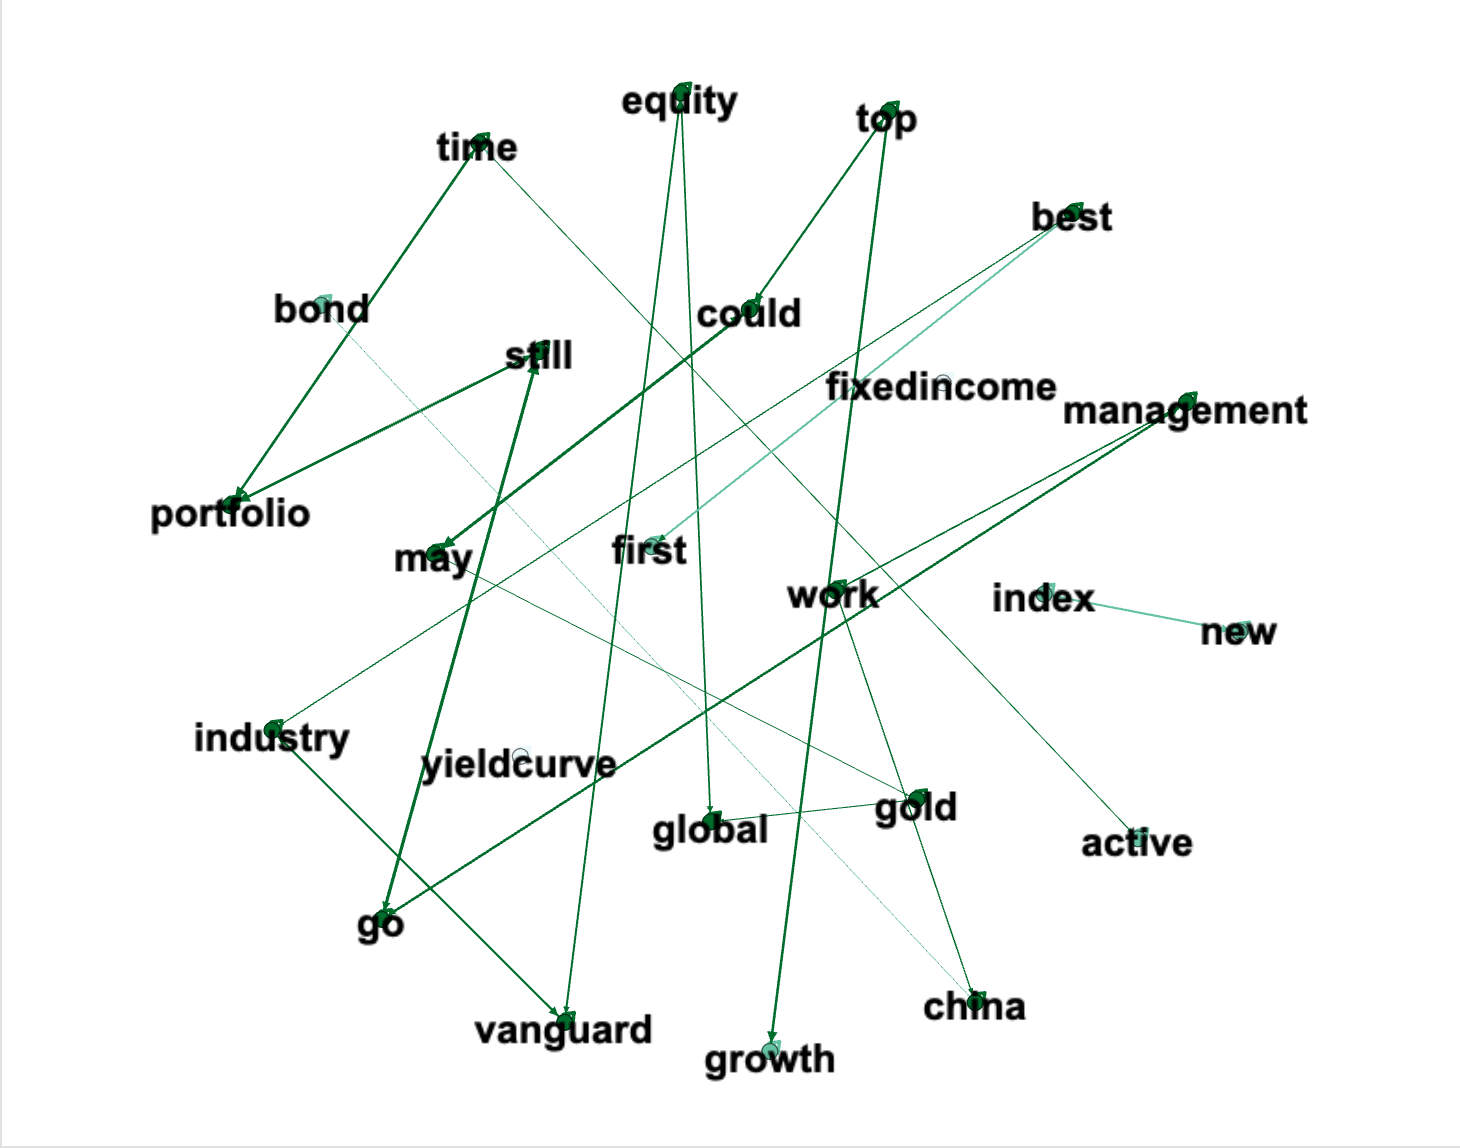 equity
top
time
best
bond
could
still
fixedincome
management
portfolio
may
first
work
index
new
industry
yieldcurve
gold
global
active
go
china
vanguard
growth